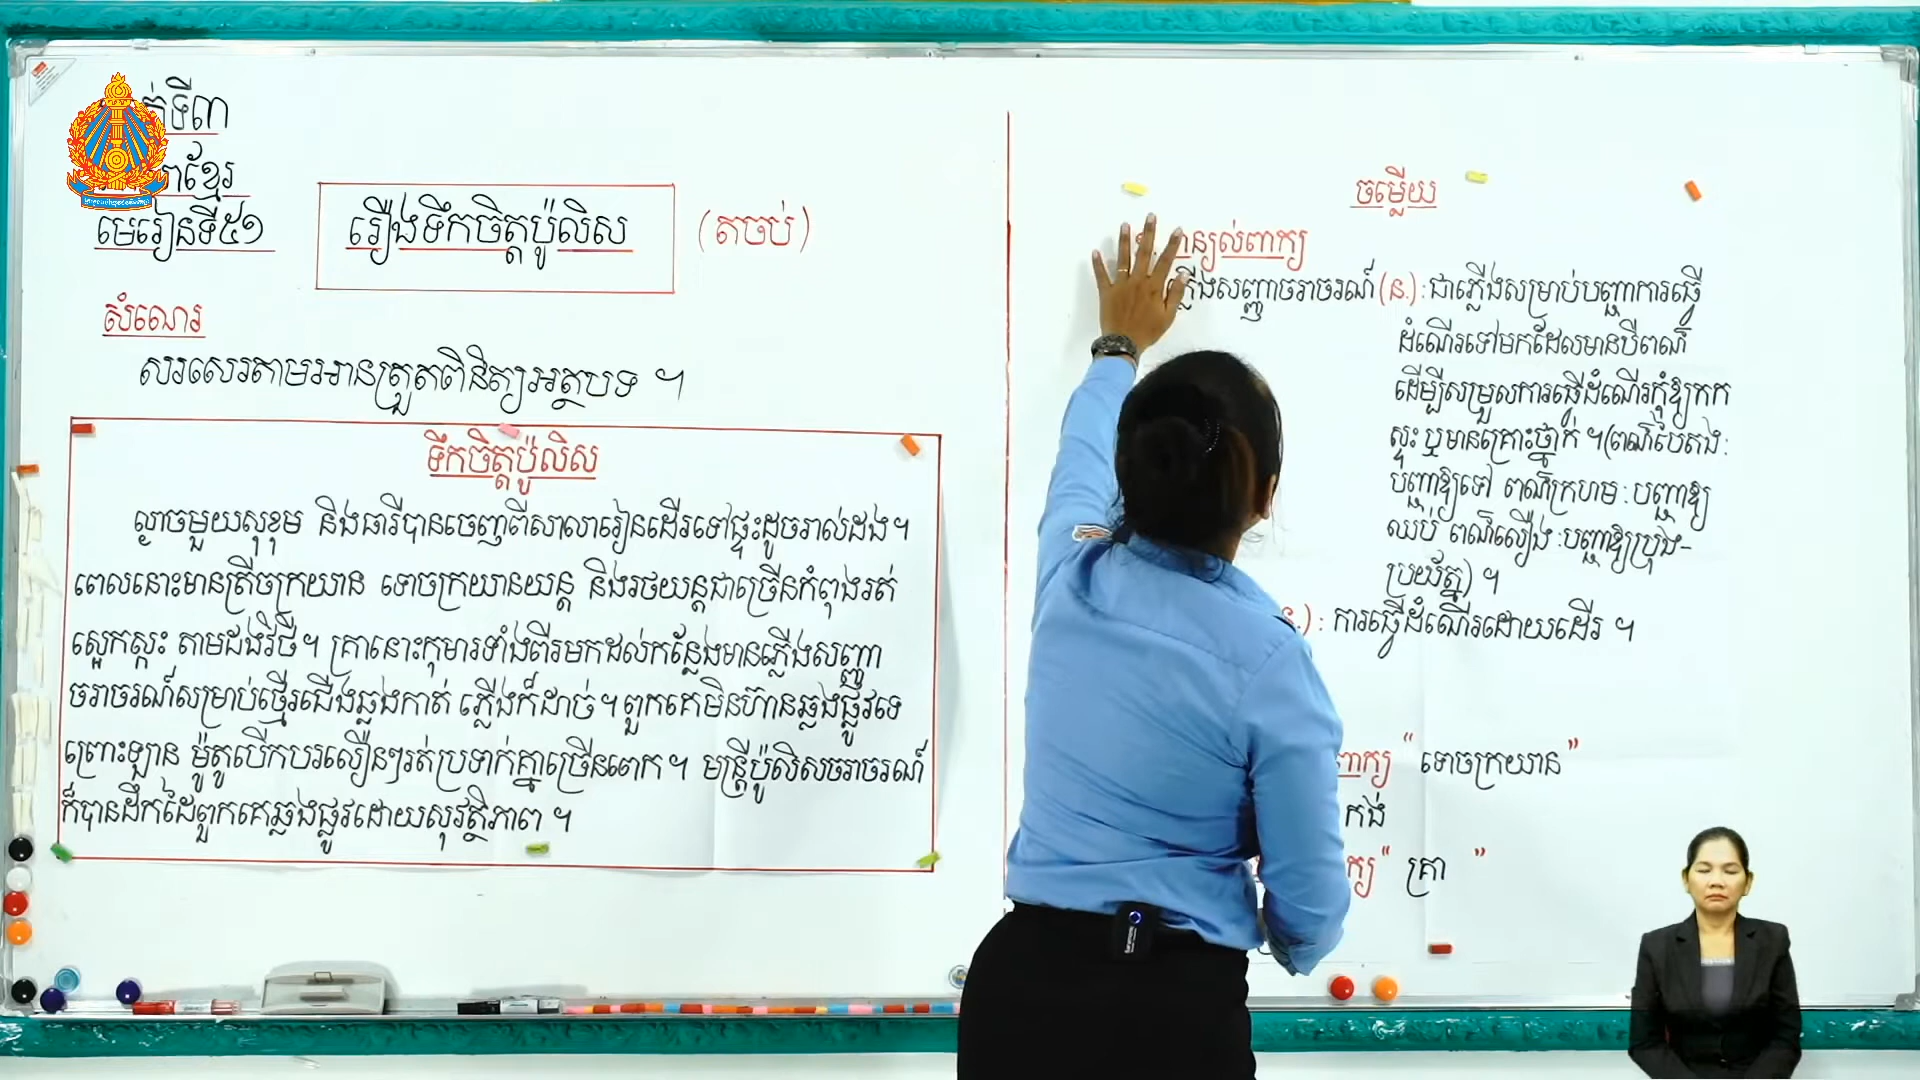 ទី៣
ខ្មែរ
មេរៀនទី៥១
រឿងទឹកចិត្តប៉ូលិស
(តចប់)
សំណេរ
សរសេរតាមអានត្រួតពិនិត្យអត្ថបទ ។
ទឹកចិត្តប៉ូលិស
ល្ងាចមួយសុខុម និងធារីបានចេញពីសាលារៀនដើរទៅផ្ទះដូចរាល់ដង។
ពេលនោះមានត្រីចក្រយាន ទោចក្រយានយន្ត និងរថយន្តជាច្រើនកំពុងរត់
ស្អេកស្កះ តាមដងវិថី។ គ្រានោះកុមារទាំងពីរមកដល់កន្លែងមានភ្លើងសញ្ញា
ចរាចរណ៍សម្រាប់ថ្មើរជើងឆ្លងកាត់ ភ្លើងក៏ដាច់។ ពួកគេមិនហ៊ានឆ្លងផ្លូវទេ
ព្រោះឡាន ម៉ូតូបើកបរលឿនៗរត់ប្រទាក់គ្នាច្រើនពេក។ មន្ត្រីប៉ូលិសចរាចរណ៍
ក៏បានដឹកដៃពួកគេឆ្លងផ្លូវដោយសុវត្ថិភាព ។
ចម្លើយ
ន្យល់ពាក្យ
ភ្លើងសញ្ញាចរាចរណ៍(ន.):ជាភ្លើងសម្រាប់បញ្ជាការធ្វើ
ដំណើរទៅមកដែលមានបីពណ៌
ដើម្បីសម្រួលការធ្វើដំណើរកុំឱ្យកក
ស្ទះ ឬមានគ្រោះថ្នាក់ ។(ពណ៌បៃតង:
បញ្ជាឱ្យទៅ ពណ៌ក្រហម:បញ្ជាឱ្យ
ឈប់ ពណ៌លឿង:បញ្ជាឱ្យប្រុង-
ប្រយ័ត្ន) ។
.): ការធ្វើដំណើរដោយដើរ ។
ពាក្យ " ទោចក្រយាន"
កង់
ក្យ" គ្រា "